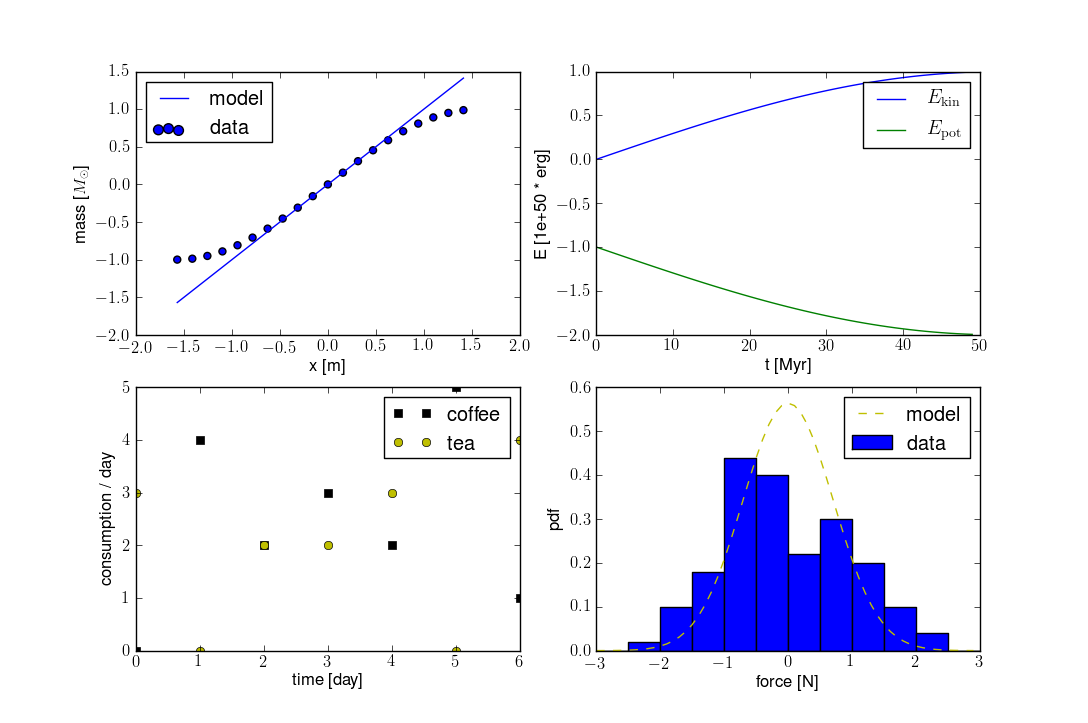 1.5
1.0
0.5
0.0
−0.5
−1.0
−1.5
−2.0
mass [M⊙]
model
data
−2.0 −1.5 −1.0 −0.5 0.0 0.5 1.0 1.5 2.0
x [m]
1.0
0.5
0.0
−0.5
−1.0
−1.5
−2.0
E [1e+50 * erg]
E_kin
E_pot
0 10 20 30 40 50
t [Myr]
5
4
3
2
1
0
consumption / day
coffee
tea
0 1 2 3 4 5 6
time [day]
0.6
0.5
0.4
0.3
0.2
0.1
0.0
pdf
model
data
−3 −2 −1 0 1 2 3
force [N]